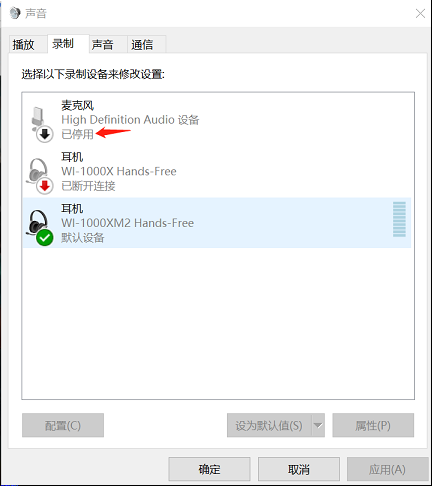 声音
播放
录制
声音
通信
选择以下录制设备来修改设置:
麦克风
High Definition Audio 设备
已停用
耳机
WI-1000X Hands-Free
已断开连接
耳机
WI-1000XM2 Hands-Free
默认设备
配置(C)
设为默认值(S)
属性(P)
确定
取消
应用(A)